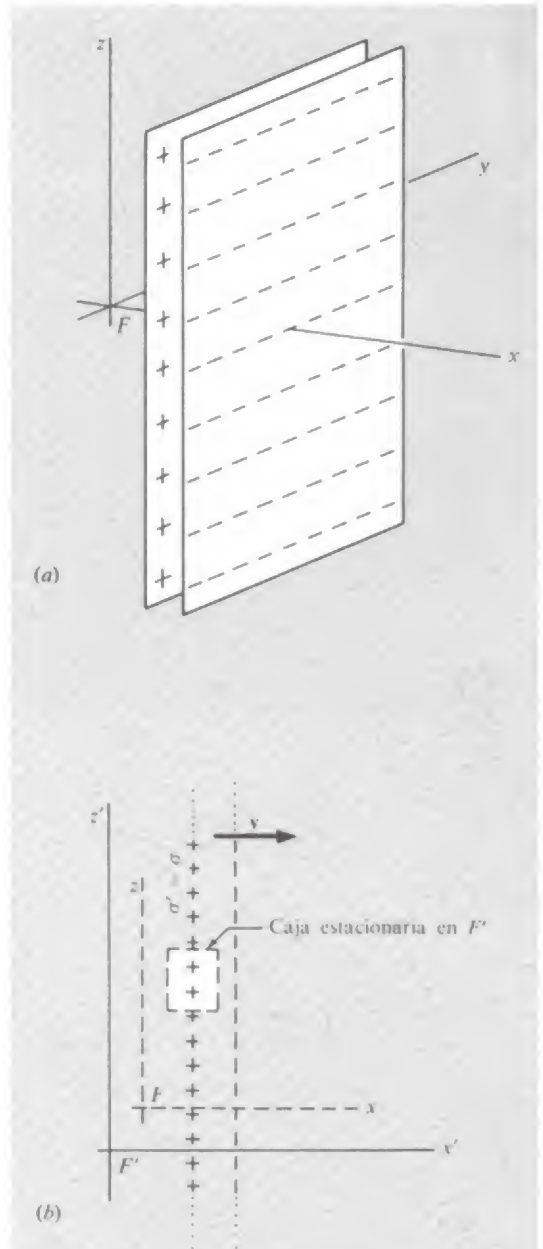 z
y
F
x
(a)
z'
v
σ' = σ
z
Caja estacionaria en F'
F
x
F'
x'
(b)